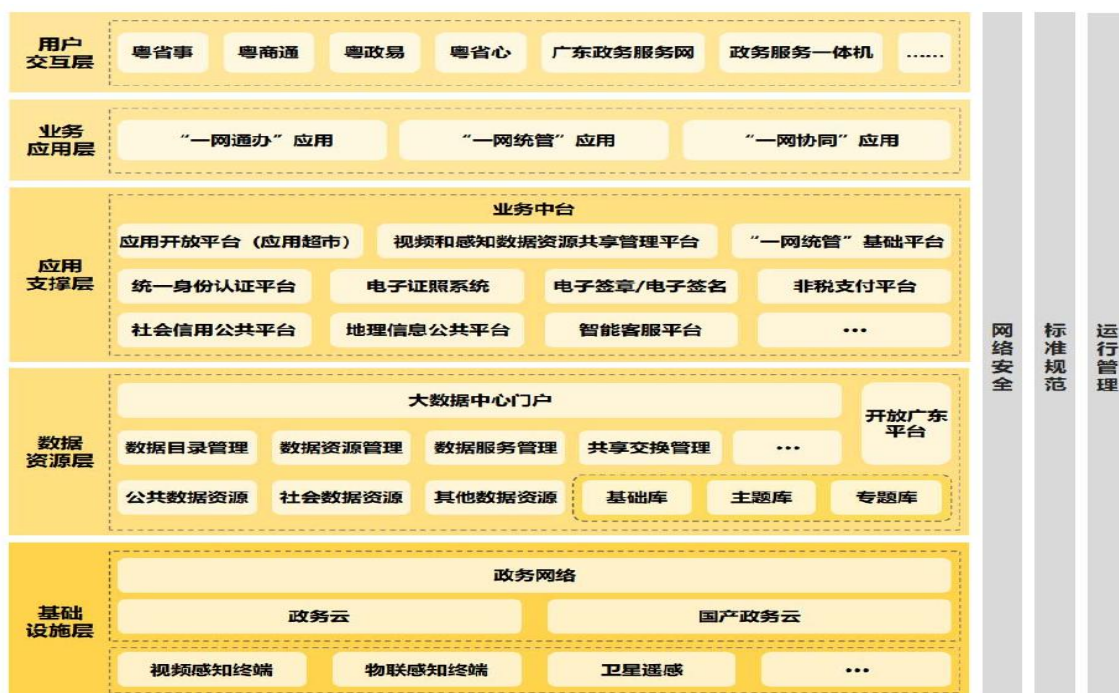 用户
交互层
粤省事 粤商通 粤政易 粤省心 广东政务服务网 政务服务一体机 ……
业务
应用层
“一网通办”应用 “一网统管”应用 “一网协同”应用
应用
支撑层
业务中台
应用开放平台（应用超市） 视频和感知数据资源共享管理平台 “一网统管”基础平台
统一身份认证平台 电子证照系统 电子签章/电子签名 非税支付平台
社会信用公共平台 地理信息公共平台 智能客服平台 …
数据
资源层
大数据中心门户
开放广东
平台
数据目录管理 数据资源管理 数据服务管理 共享交换管理 …
公共数据资源 社会数据资源 其他数据资源 基础库 主题库 专题库
基础
设施层
政务网络
政务云 国产政务云
视频感知终端 物联感知终端 卫星遥感 …
网络安全
标准规范
运行管理